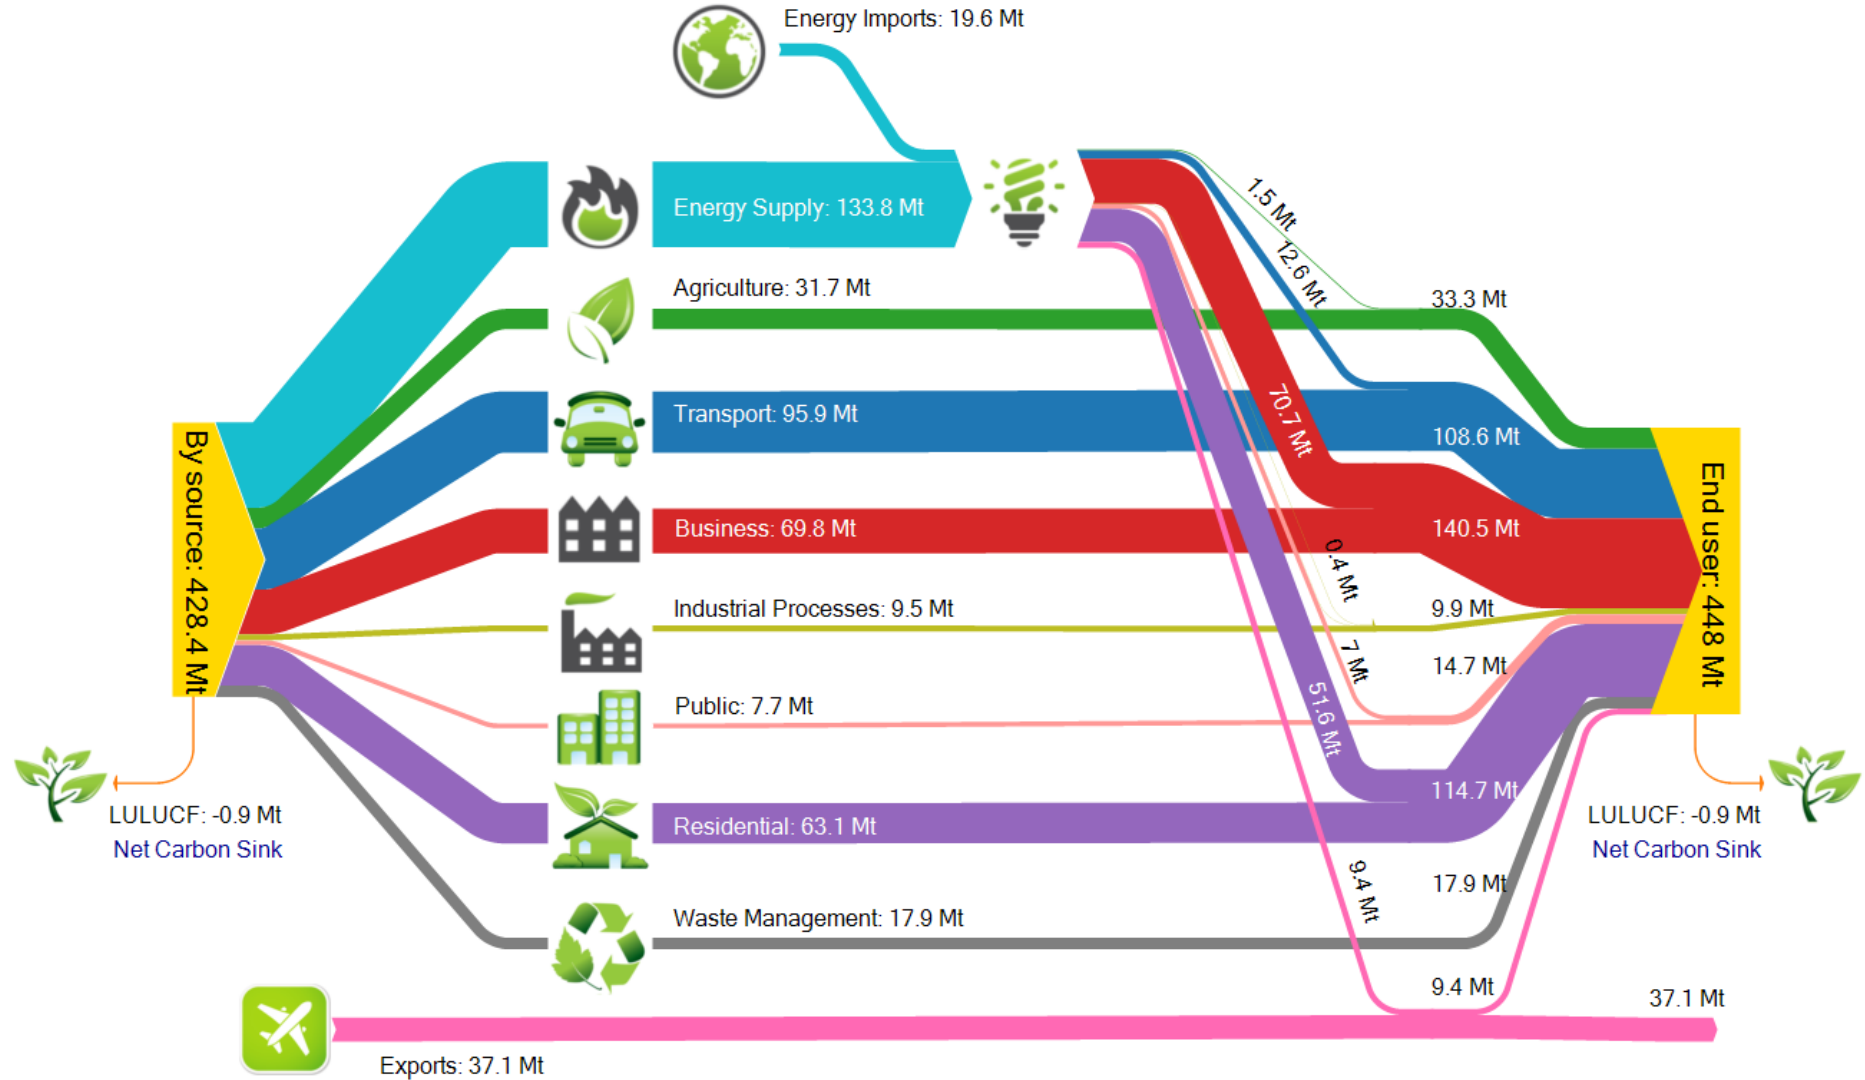 Energy Imports: 19.6 Mt
Energy Supply: 133.8 Mt
1.5 Mt
12.6 Mt
Agriculture: 31.7 Mt
33.3 Mt
Transport: 95.9 Mt
70.7 Mt
108.6 Mt
By source: 428.4 Mt
End user: 448 Mt
Business: 69.8 Mt
140.5 Mt
0.4 Mt
Industrial Processes: 9.5 Mt
9.9 Mt
7 Mt
14.7 Mt
Public: 7.7 Mt
51.6 Mt
114.7 Mt
LULUCF: -0.9 Mt
Net Carbon Sink
Residential: 63.1 Mt
LULUCF: -0.9 Mt
Net Carbon Sink
9.4 Mt
17.9 Mt
Waste Management: 17.9 Mt
9.4 Mt
37.1 Mt
Exports: 37.1 Mt